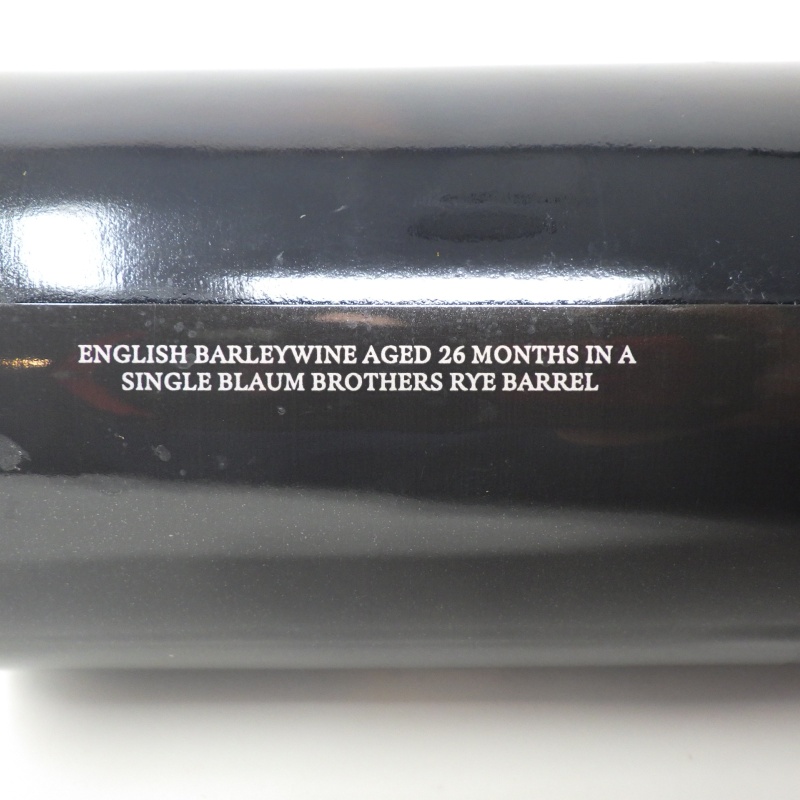 ENGLISH BARLEYWINE AGED 26 MONTHS IN A
SINGLE BLAUM BROTHERS RYE BARREL